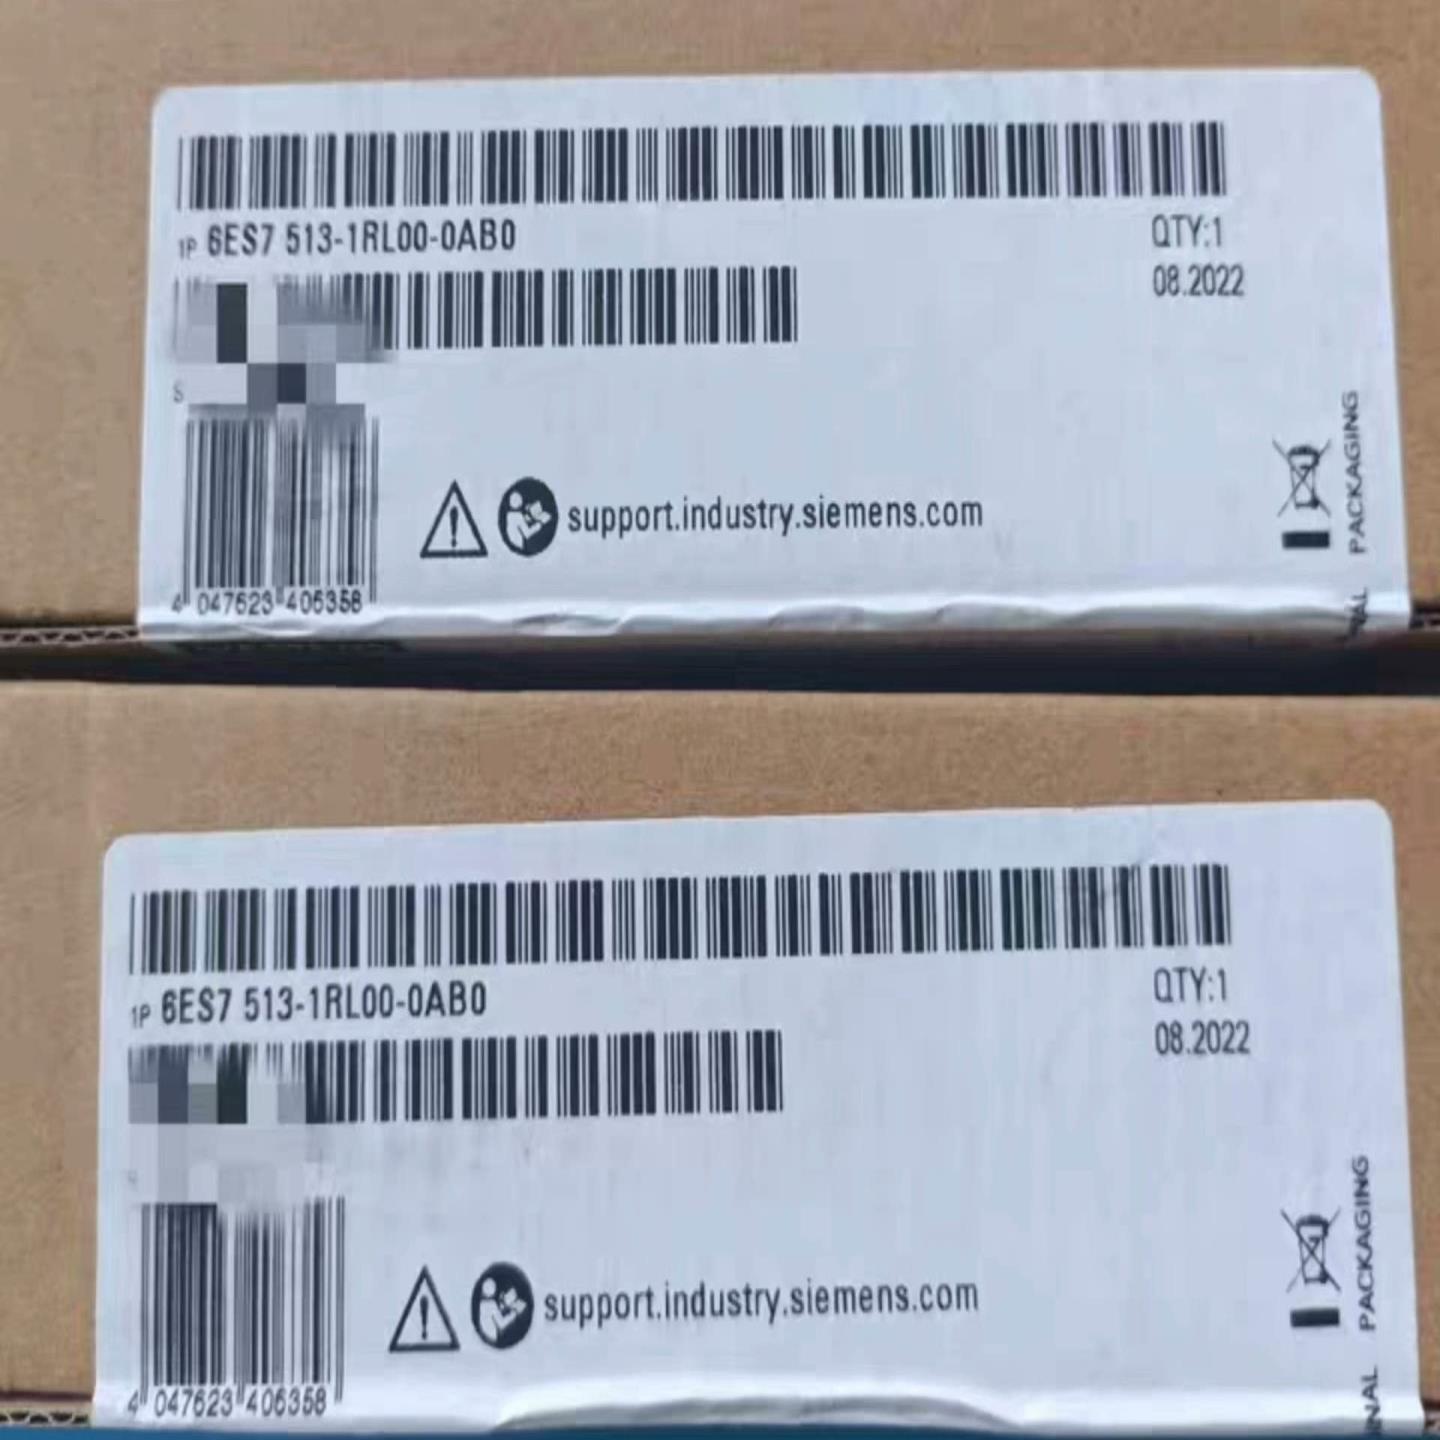 1P 6ES7 513-1RL00-0AB0
QTY:1
08.2022
S
support.industry.siemens.com
PACKAGING
4 047623 406358
1P 6ES7 513-1RL00-0AB0
QTY:1
08.2022
support.industry.siemens.com
PACKAGING
4 047623 406358